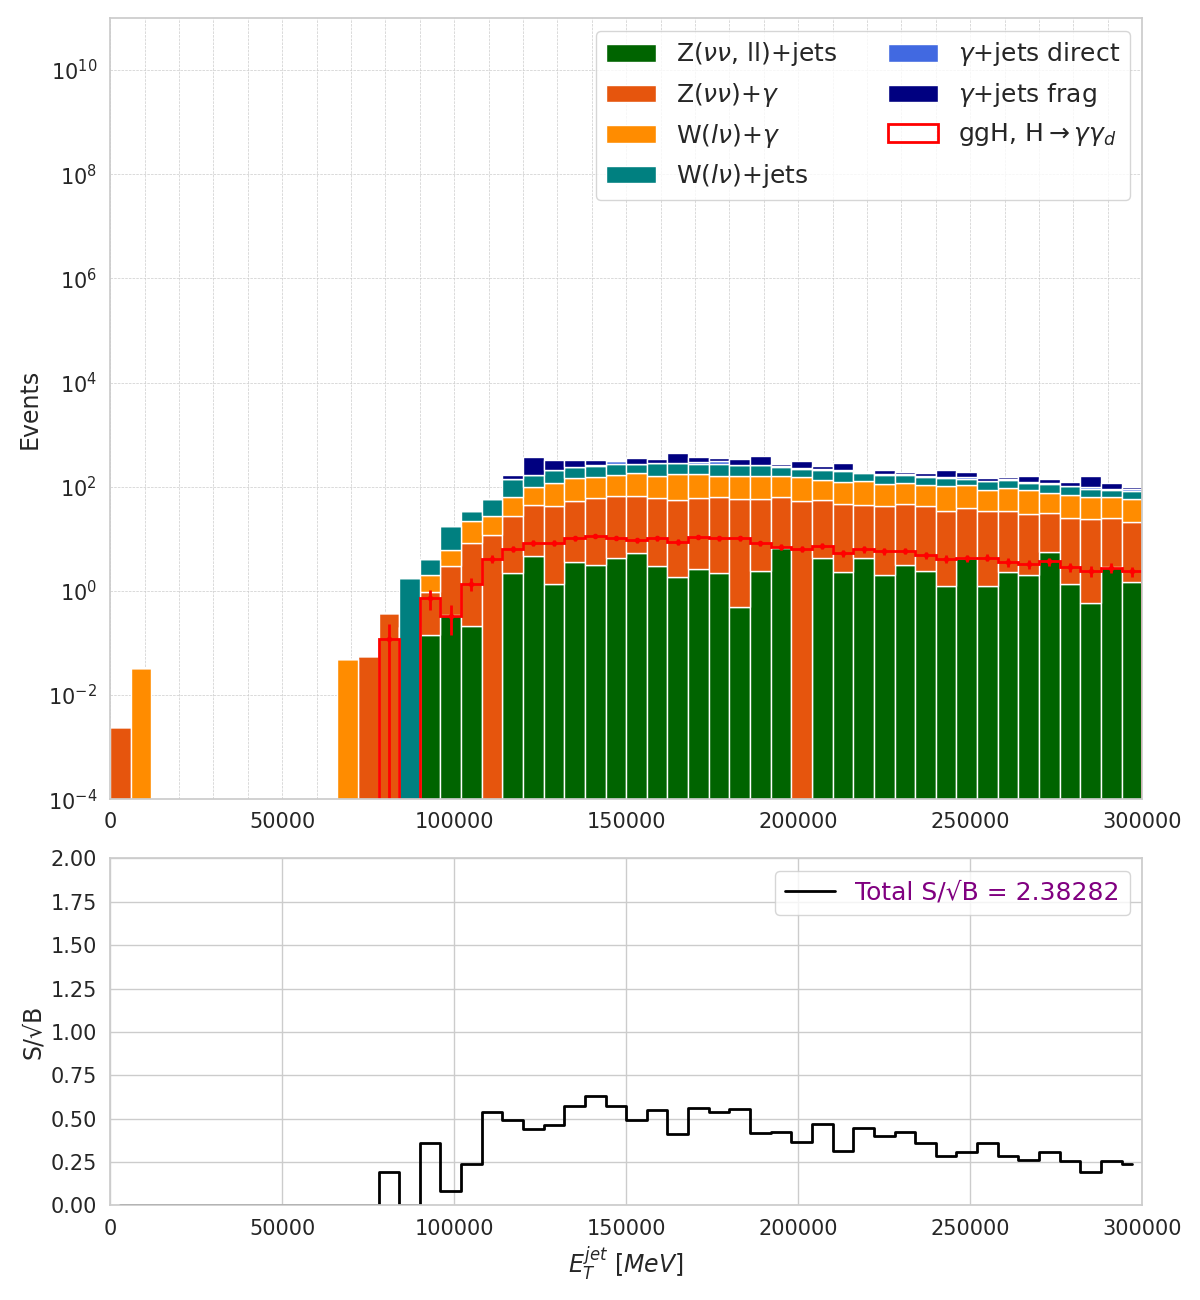 Z(νν, ll)+jets
Z(νν)+γ
W(lν)+γ
W(lν)+jets
γ+jets direct
γ+jets frag
ggH, H→γγ_d
Events
10^10
10^8
10^6
10^4
10^2
10^0
10^−2
10^−4
0 50000 100000 150000 200000 250000 300000
Total S/√B = 2.38282
S/√B
2.00
1.75
1.50
1.25
1.00
0.75
0.50
0.25
0.00
0 50000 100000 150000 200000 250000 300000
E_T^jet [MeV]